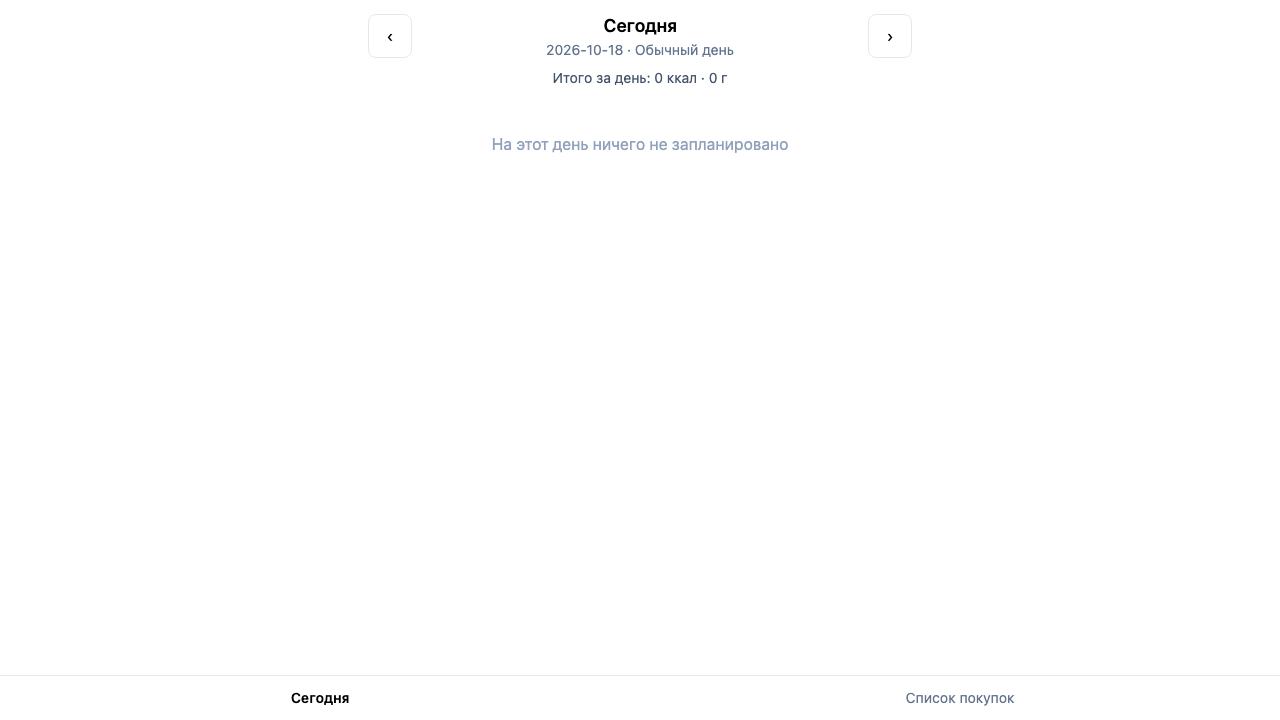 ‹
Сегодня
›
2026-10-18 · Обычный день
Итого за день: 0 ккал · 0 г
На этот день ничего не запланировано
Сегодня
Список покупок